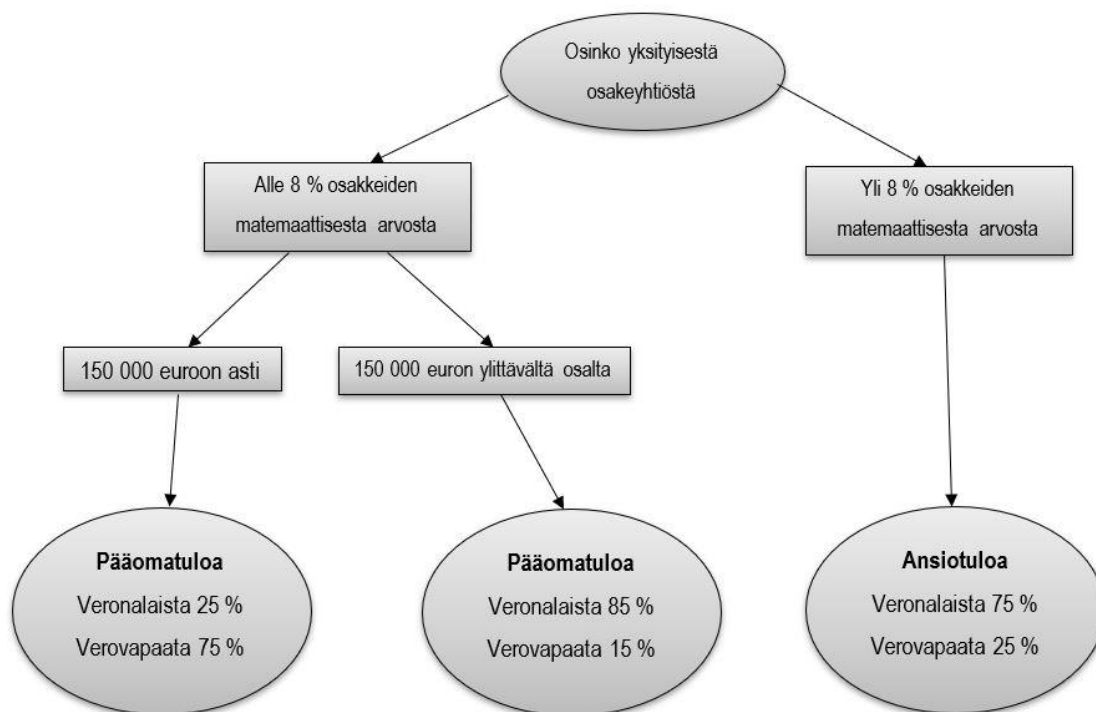 Osinko yksityisestä
osakeyhtiöstä
Alle 8 % osakkeiden
matemaattisesta arvosta
Yli 8 % osakkeiden
matemaattisesta arvosta
150 000 euroon asti
150 000 euron ylittävältä osalta
Pääomatuloa
Veronalaista 25 %
Verovapaata 75 %
Pääomatuloa
Veronalaista 85 %
Verovapaata 15 %
Ansiotuloa
Veronalaista 75 %
Verovapaata 25 %